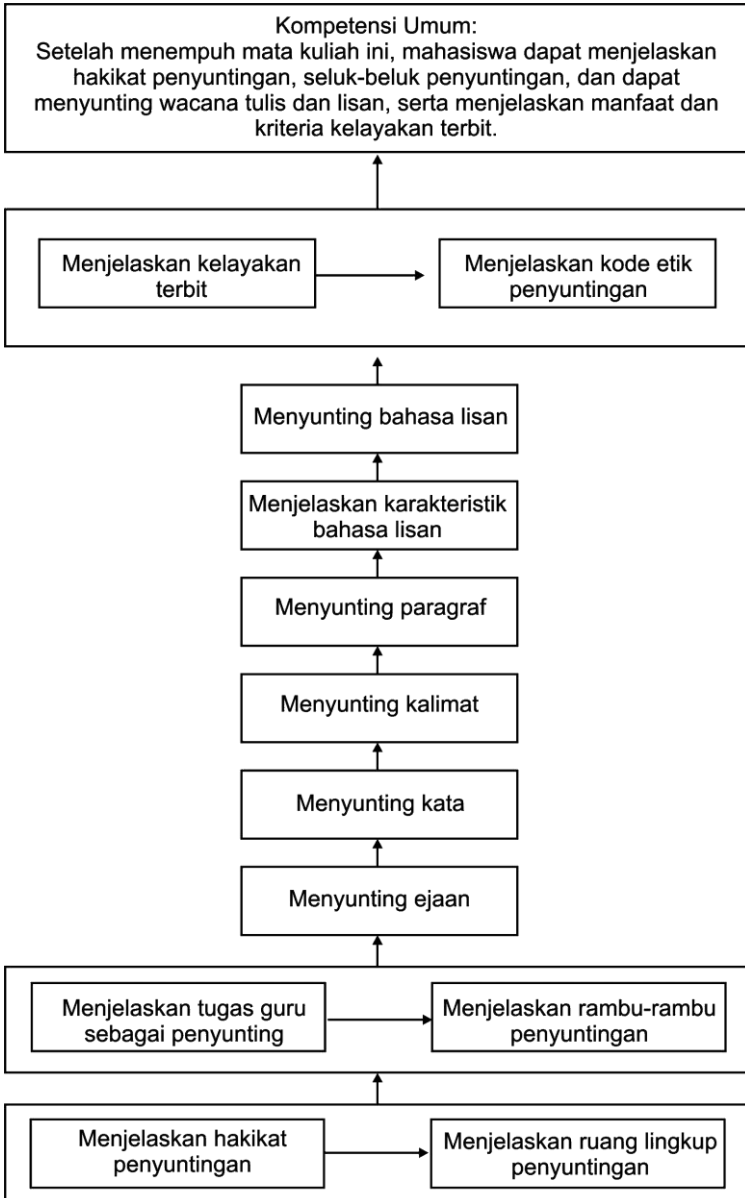 Kompetensi Umum:
Setelah menempuh mata kuliah ini, mahasiswa dapat menjelaskan
hakikat penyuntingan, seluk-beluk penyuntingan, dan dapat
menyunting wacana tulis dan lisan, serta menjelaskan manfaat dan
kriteria kelayakan terbit.
Menjelaskan kelayakan
terbit
Menjelaskan kode etik
penyuntingan
Menyunting bahasa lisan
Menjelaskan karakteristik
bahasa lisan
Menyunting paragraf
Menyunting kalimat
Menyunting kata
Menyunting ejaan
Menjelaskan tugas guru
sebagai penyunting
Menjelaskan rambu-rambu
penyuntingan
Menjelaskan hakikat
penyuntingan
Menjelaskan ruang lingkup
penyuntingan